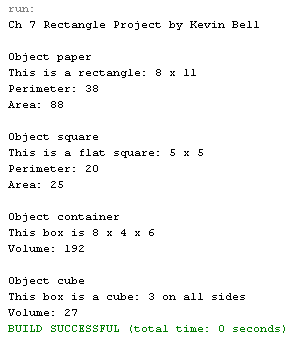 run:
Ch 7 Rectangle Project by Kevin Bell
Object paper
This is a rectangle: 8 x 11
Perimeter: 38
Area: 88
Object square
This is a flat square: 5 x 5
Perimeter: 20
Area: 25
Object container
This box is 8 x 4 x 6
Volume: 192
Object cube
This box is a cube: 3 on all sides
Volume: 27
BUILD SUCCESSFUL (total time: 0 seconds)